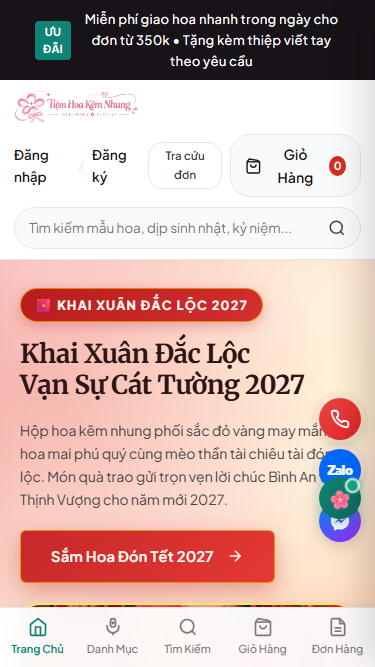 ƯU
ĐÃI
Miễn phí giao hoa nhanh trong ngày cho
đơn từ 350k • Tặng kèm thiệp viết tay
theo yêu cầu
Tiệm Hoa Kẽm Nhung
HANDMADE FLORIST
Đăng
nhập
/
Đăng
ký
Tra cứu
đơn
Giỏ
Hàng
0
Tìm kiếm mẫu hoa, dịp sinh nhật, kỷ niệm...
KHAI XUÂN ĐẮC LỘC 2027
Khai Xuân Đắc Lộc
Vạn Sự Cát Tường 2027
Hộp hoa kẽm nhung phối sắc đỏ vàng may mắn,
hoa mai phú quý cùng mèo thần tài chiêu tài đón
lộc. Món quà trao gửi trọn vẹn lời chúc Bình An
Thịnh Vượng cho năm mới 2027.
Zalo
Sắm Hoa Đón Tết 2027 →
Trang Chủ
Danh Mục
Tìm Kiếm
Giỏ Hàng
Đơn Hàng